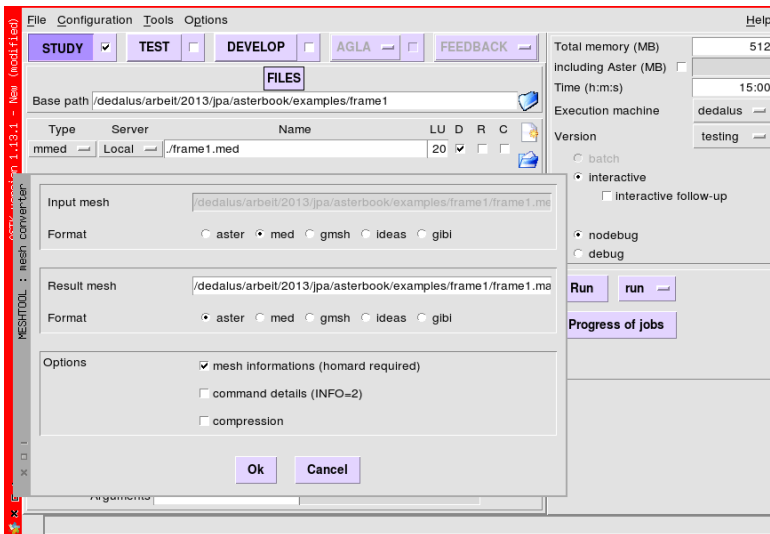 File Configuration Tools Options Help
STUDY TEST DEVELOP AGLA FEEDBACK
FILES
Base path /dedalus/arbeit/2013/jpa/asterbook/examples/frame1
Type Server Name LU D R C
mmed Local ./frame1.med 20
Total memory (MB) 512
including Aster (MB)
Time (h:m:s) 15:00
Execution machine dedalus
Version testing
batch
interactive
interactive follow-up
nodebug
debug
Run run
Progress of jobs
version 1.13.1 - New (modified)
MESHTOOL : mesh converter
Input mesh /dedalus/arbeit/2013/jpa/asterbook/examples/frame1/frame1.me
Format aster med gmsh ideas gibi
Result mesh /dedalus/arbeit/2013/jpa/asterbook/examples/frame1/frame1.ma
Format aster med gmsh ideas gibi
Options
mesh informations (homard required)
command details (INFO=2)
compression
Ok Cancel
Arguments